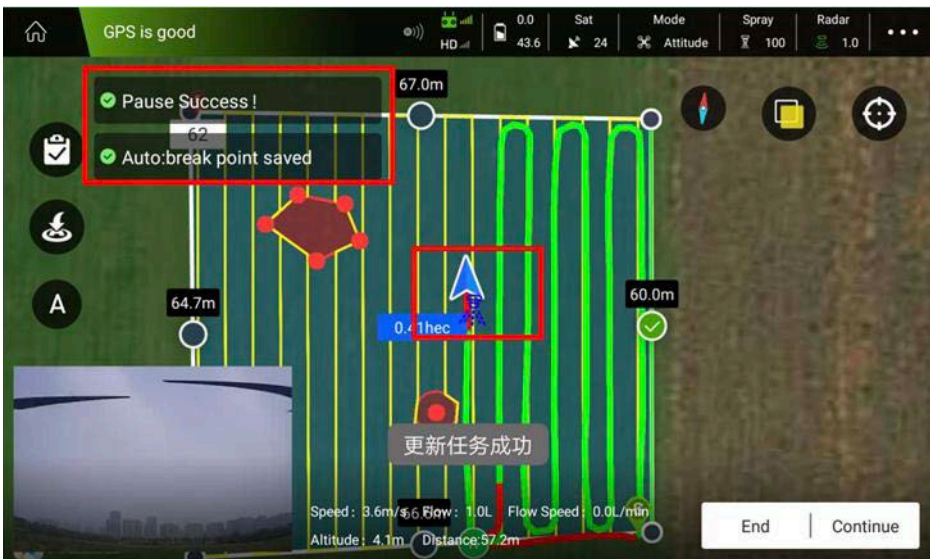 GPS is good
HD
0.0
43.6
Sat
24
Mode
Attitude
Spray
100
Radar
1.0
Pause Success !
62
Auto:break point saved
67.0m
A
64.7m
60.0m
0.41hec
更新任务成功
Speed: 3.6m/s Flow: 1.0L Flow Speed: 0.0L/min
66.6m
Altitude: 4.1m Distance:57.2m
End
Continue